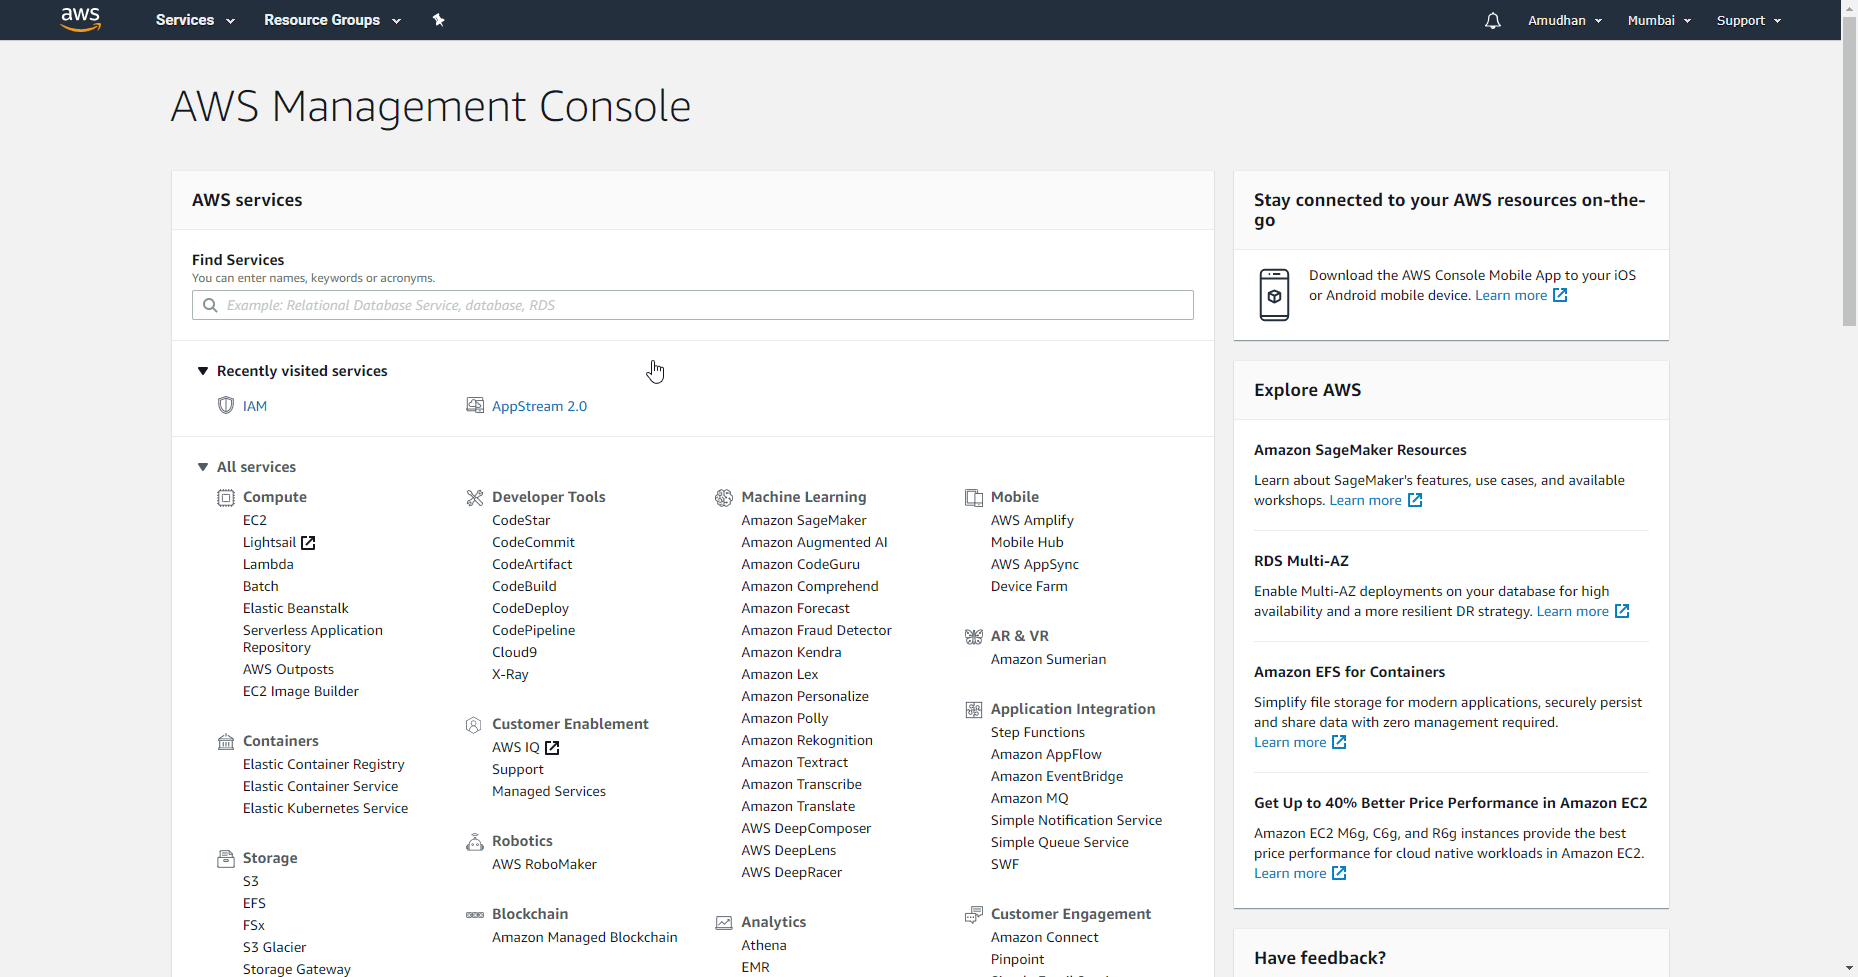 aws
Services
Resource Groups
Amudhan
Mumbai
Support
AWS Management Console
AWS services
Find Services
You can enter names, keywords or acronyms.
Example: Relational Database Service, database, RDS
Recently visited services
IAM
AppStream 2.0
All services
Compute
EC2
Lightsail
Lambda
Batch
Elastic Beanstalk
Serverless Application
Repository
AWS Outposts
EC2 Image Builder
Containers
Elastic Container Registry
Elastic Container Service
Elastic Kubernetes Service
Storage
S3
EFS
FSx
S3 Glacier
Storage Gateway
Developer Tools
CodeStar
CodeCommit
CodeArtifact
CodeBuild
CodeDeploy
CodePipeline
Cloud9
X-Ray
Customer Enablement
AWS IQ
Support
Managed Services
Robotics
AWS RoboMaker
Blockchain
Amazon Managed Blockchain
Machine Learning
Amazon SageMaker
Amazon Augmented AI
Amazon CodeGuru
Amazon Comprehend
Amazon Forecast
Amazon Fraud Detector
Amazon Kendra
Amazon Lex
Amazon Personalize
Amazon Polly
Amazon Rekognition
Amazon Textract
Amazon Transcribe
Amazon Translate
AWS DeepComposer
AWS DeepLens
AWS DeepRacer
Analytics
Athena
EMR
Mobile
AWS Amplify
Mobile Hub
AWS AppSync
Device Farm
AR & VR
Amazon Sumerian
Application Integration
Step Functions
Amazon AppFlow
Amazon EventBridge
Amazon MQ
Simple Notification Service
Simple Queue Service
SWF
Customer Engagement
Amazon Connect
Pinpoint
Stay connected to your AWS resources on-the-
go
Download the AWS Console Mobile App to your iOS
or Android mobile device. Learn more
Explore AWS
Amazon SageMaker Resources
Learn about SageMaker's features, use cases, and available
workshops. Learn more
RDS Multi-AZ
Enable Multi-AZ deployments on your database for high
availability and a more resilient DR strategy. Learn more
Amazon EFS for Containers
Simplify file storage for modern applications, securely persist
and share data with zero management required.
Learn more
Get Up to 40% Better Price Performance in Amazon EC2
Amazon EC2 M6g, C6g, and R6g instances provide the best
price performance for cloud native workloads in Amazon EC2.
Learn more
Have feedback?